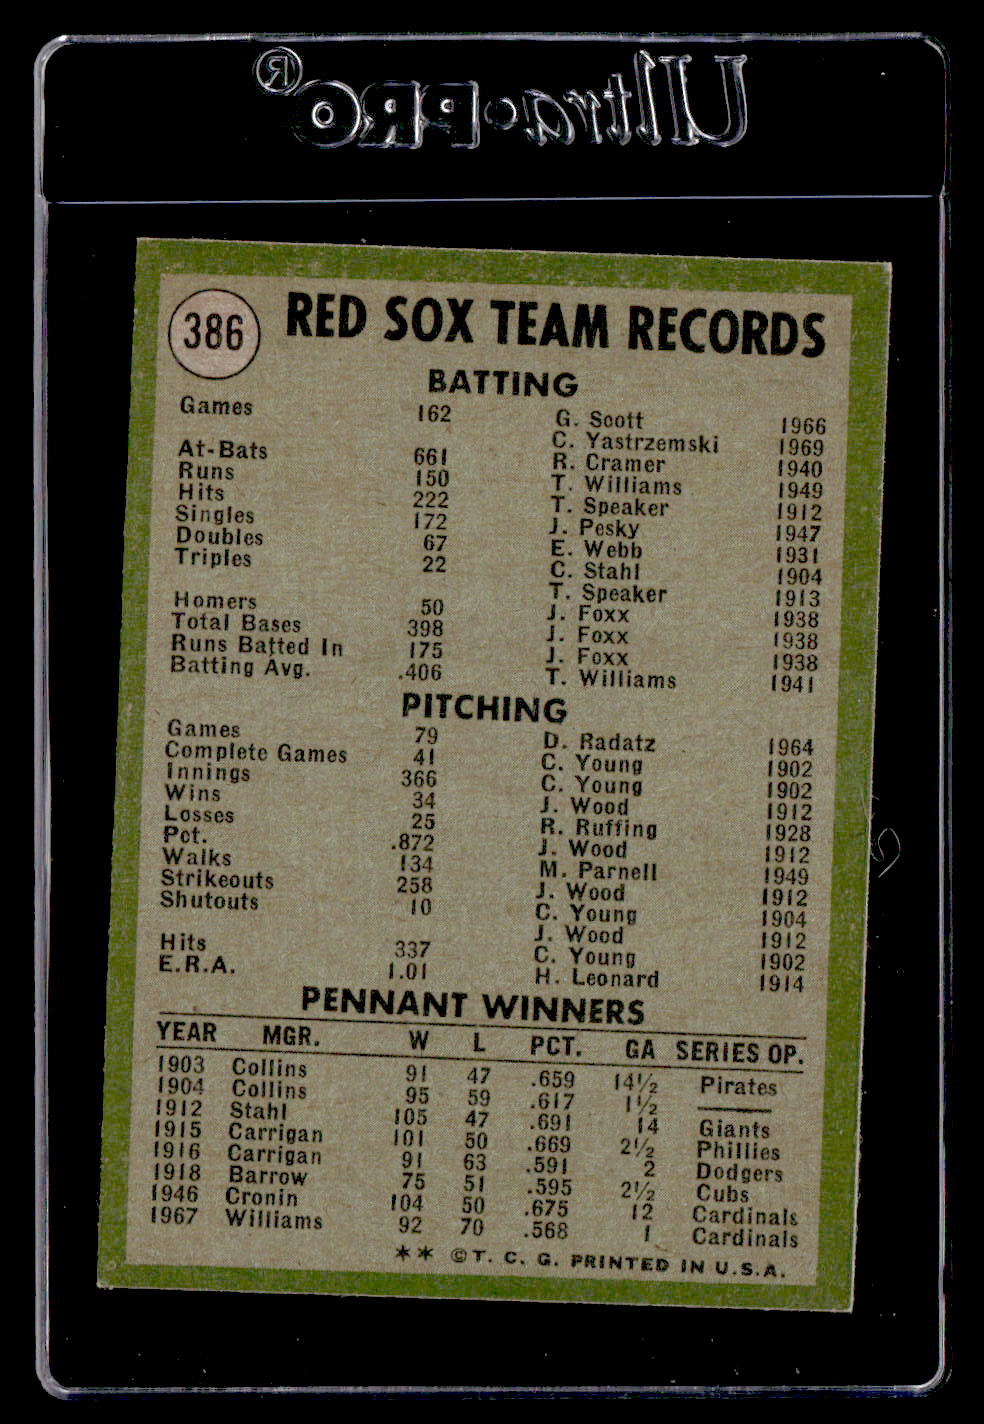 Ultra·PRO®
386
RED SOX TEAM RECORDS
BATTING
Games 162 G. Scott 1966
C. Yastrzemski 1969
At-Bats 661 R. Cramer 1940
Runs 150 T. Williams 1949
Hits 222 T. Speaker 1912
Singles 172 J. Pesky 1947
Doubles 67 E. Webb 1931
Triples 22 C. Stahl 1904
T. Speaker 1913
Homers 50 J. Foxx 1938
Total Bases 398 J. Foxx 1938
Runs Batted In 175 J. Foxx 1938
Batting Avg. .406 T. Williams 1941
PITCHING
Games 79 D. Radatz 1964
Complete Games 41 C. Young 1902
Innings 366 C. Young 1902
Wins 34 J. Wood 1912
Losses 25 R. Ruffing 1928
Pct. .872 J. Wood 1912
Walks 134 M. Parnell 1949
Strikeouts 258 J. Wood 1912
Shutouts 10 C. Young 1904
J. Wood 1912
Hits 337 C. Young 1902
E.R.A. 1.01 H. Leonard 1914
PENNANT WINNERS
YEAR MGR. W L PCT. GA SERIES OP.
1903 Collins 91 47 .659 14½ Pirates
1904 Collins 95 59 .617 1½ ———
1912 Stahl 105 47 .691 14 Giants
1915 Carrigan 101 50 .669 2½ Phillies
1916 Carrigan 91 63 .591 2 Dodgers
1918 Barrow 75 51 .595 2½ Cubs
1946 Cronin 104 50 .675 12 Cardinals
1967 Williams 92 70 .568 1 Cardinals
** ©T. C. G. PRINTED IN U.S.A.